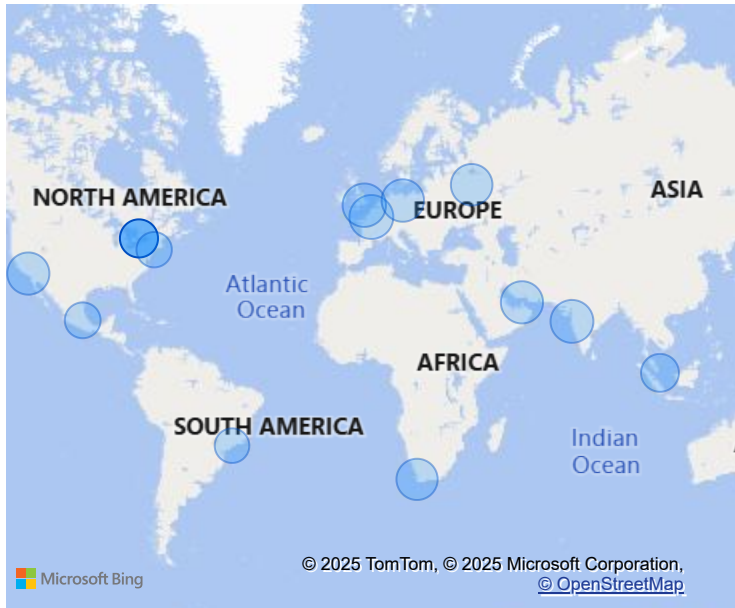 NORTH AMERICA
ASIA
EUROPE
Atlantic
Ocean
AFRICA
SOUTH AMERICA
Indian
Ocean
© 2025 TomTom, © 2025 Microsoft Corporation,
Microsoft Bing
© OpenStreetMap